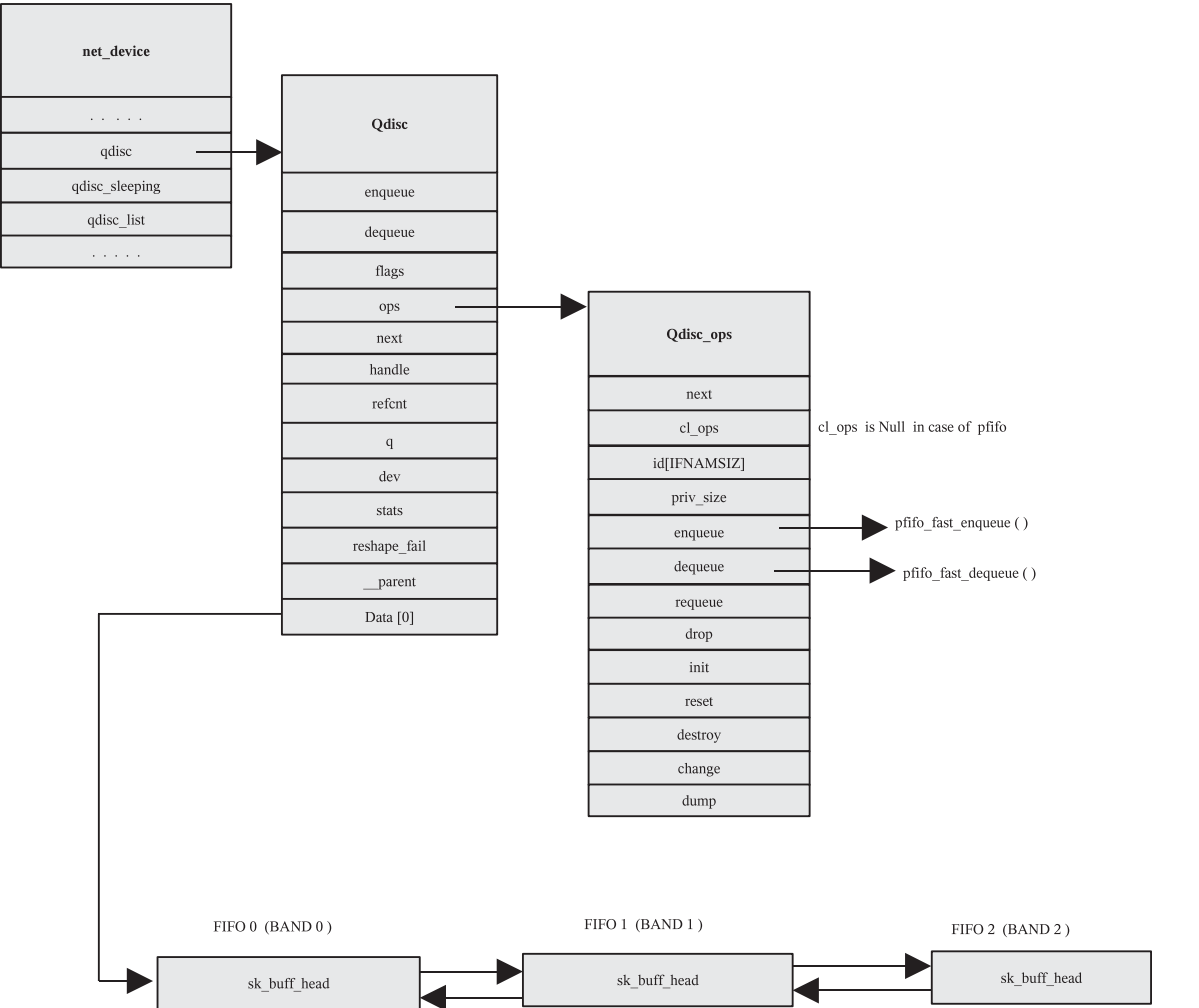 net_device
. . . . .
qdisc
qdisc_sleeping
qdisc_list
. . . . .
Qdisc
enqueue
dequeue
flags
ops
next
handle
refcnt
q
dev
stats
reshape_fail
__parent
Data [0]
Qdisc_ops
next
cl_ops
cl_ops is Null in case of pfifo
id[IFNAMSIZ]
priv_size
enqueue
pfifo_fast_enqueue ( )
dequeue
pfifo_fast_dequeue ( )
requeue
drop
init
reset
destroy
change
dump
FIFO 0 (BAND 0 )
FIFO 1 (BAND 1 )
FIFO 2 (BAND 2 )
sk_buff_head
sk_buff_head
sk_buff_head